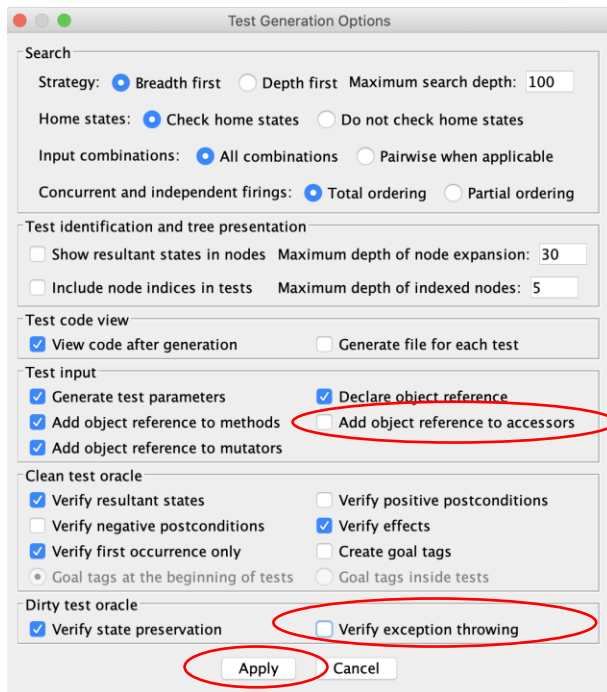 Test Generation Options
Search
Strategy: Breadth first Depth first Maximum search depth: 100
Home states: Check home states Do not check home states
Input combinations: All combinations Pairwise when applicable
Concurrent and independent firings: Total ordering Partial ordering
Test identification and tree presentation
Show resultant states in nodes Maximum depth of node expansion: 30
Include node indices in tests Maximum depth of indexed nodes: 5
Test code view
View code after generation Generate file for each test
Test input
Generate test parameters Declare object reference
Add object reference to methods Add object reference to accessors
Add object reference to mutators
Clean test oracle
Verify resultant states Verify positive postconditions
Verify negative postconditions Verify effects
Verify first occurrence only Create goal tags
Goal tags at the beginning of tests Goal tags inside tests
Dirty test oracle
Verify state preservation Verify exception throwing
Apply Cancel